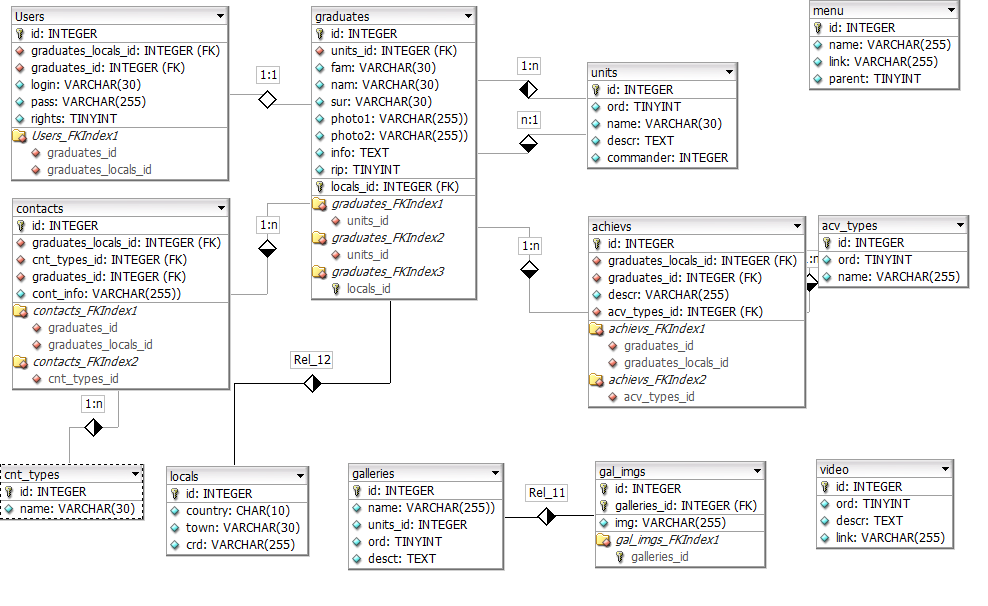 Users
id: INTEGER
graduates_locals_id: INTEGER (FK)
graduates_id: INTEGER (FK)
login: VARCHAR(30)
pass: VARCHAR(255)
rights: TINYINT
Users_FKIndex1
graduates_id
graduates_locals_id
1:1
graduates
id: INTEGER
units_id: INTEGER (FK)
fam: VARCHAR(30)
nam: VARCHAR(30)
sur: VARCHAR(30)
photo1: VARCHAR(255))
photo2: VARCHAR(255))
info: TEXT
rip: TINYINT
locals_id: INTEGER (FK)
graduates_FKIndex1
units_id
graduates_FKIndex2
units_id
graduates_FKIndex3
locals_id
1:n
n:1
units
id: INTEGER
ord: TINYINT
name: VARCHAR(30)
descr: TEXT
commander: INTEGER
menu
id: INTEGER
name: VARCHAR(255)
link: VARCHAR(255)
parent: TINYINT
contacts
id: INTEGER
graduates_locals_id: INTEGER (FK)
cnt_types_id: INTEGER (FK)
graduates_id: INTEGER (FK)
cont_info: VARCHAR(255))
contacts_FKIndex1
graduates_id
graduates_locals_id
contacts_FKIndex2
cnt_types_id
1:n
1:n
achievs
id: INTEGER
graduates_locals_id: INTEGER (FK)
graduates_id: INTEGER (FK)
descr: VARCHAR(255)
acv_types_id: INTEGER (FK)
achievs_FKIndex1
graduates_id
graduates_locals_id
achievs_FKIndex2
acv_types_id
:n
acv_types
id: INTEGER
ord: TINYINT
name: VARCHAR(255)
Rel_12
1:n
cnt_types
id: INTEGER
name: VARCHAR(30)
locals
id: INTEGER
country: CHAR(10)
town: VARCHAR(30)
crd: VARCHAR(255)
galleries
id: INTEGER
name: VARCHAR(255))
units_id: INTEGER
ord: TINYINT
desct: TEXT
Rel_11
gal_imgs
id: INTEGER
galleries_id: INTEGER (FK)
img: VARCHAR(255)
gal_imgs_FKIndex1
galleries_id
video
id: INTEGER
ord: TINYINT
descr: TEXT
link: VARCHAR(255)